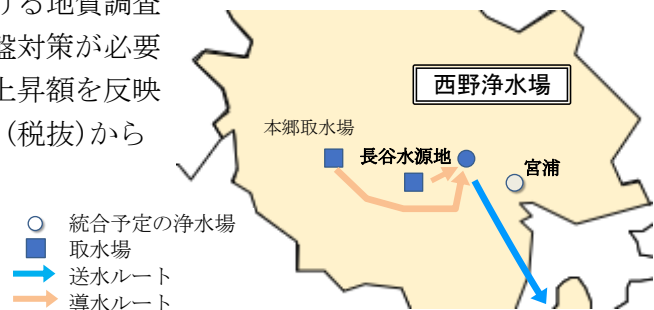 ける地質調査
盤対策が必要
上昇額を反映
(税抜)から
西野浄水場
本郷取水場
長谷水源地
宮浦
統合予定の浄水場
取水場
送水ルート
導水ルート